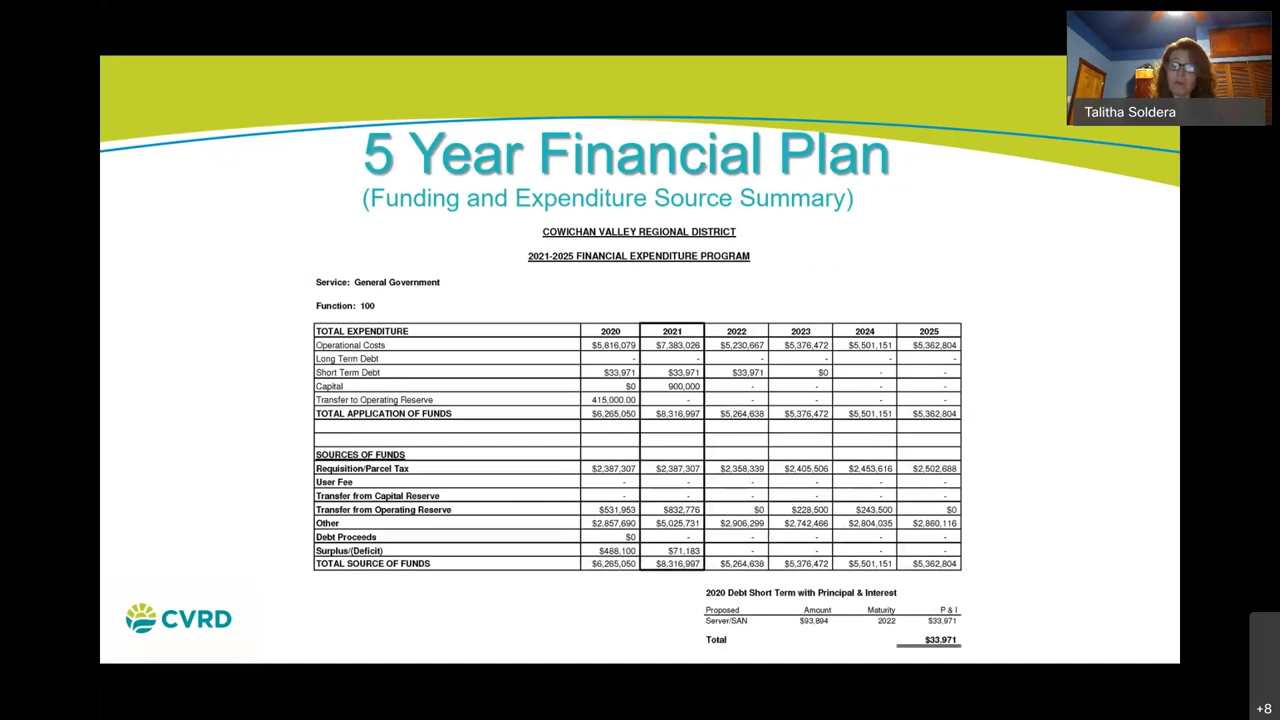 Talitha Soldera
5 Year Financial Plan
(Funding and Expenditure Source Summary)
COWICHAN VALLEY REGIONAL DISTRICT
2021-2025 FINANCIAL EXPENDITURE PROGRAM
Service: General Government
Function: 100
TOTAL EXPENDITURE 2020 2021 2022 2023 2024 2025
Operational Costs $5,816,079 $7,383,026 $5,230,667 $5,376,472 $5,501,151 $5,362,804
Long Term Debt - - - - - -
Short Term Debt $33,971 $33,971 $33,971 $0 - -
Capital $0 900,000 - - - -
Transfer to Operating Reserve 415,000.00 - - - - -
TOTAL APPLICATION OF FUNDS $6,265,050 $8,316,997 $5,264,638 $5,376,472 $5,501,151 $5,362,804
SOURCES OF FUNDS
Requisition/Parcel Tax $2,387,307 $2,387,307 $2,358,339 $2,405,506 $2,453,616 $2,502,688
User Fee - - - - - -
Transfer from Capital Reserve - - - - - -
Transfer from Operating Reserve $531,953 $832,776 $0 $228,500 $243,500 $0
Other $2,857,690 $5,025,731 $2,906,299 $2,742,466 $2,804,035 $2,860,116
Debt Proceeds $0 - - - - -
Surplus/(Deficit) $488,100 $71,183 - - - -
TOTAL SOURCE OF FUNDS $6,265,050 $8,316,997 $5,264,638 $5,376,472 $5,501,151 $5,362,804
2020 Debt Short Term with Principal & Interest
Proposed Amount Maturity P & I
Server/SAN $93,894 2022 $33,971
Total $33,971
CVRD
+8